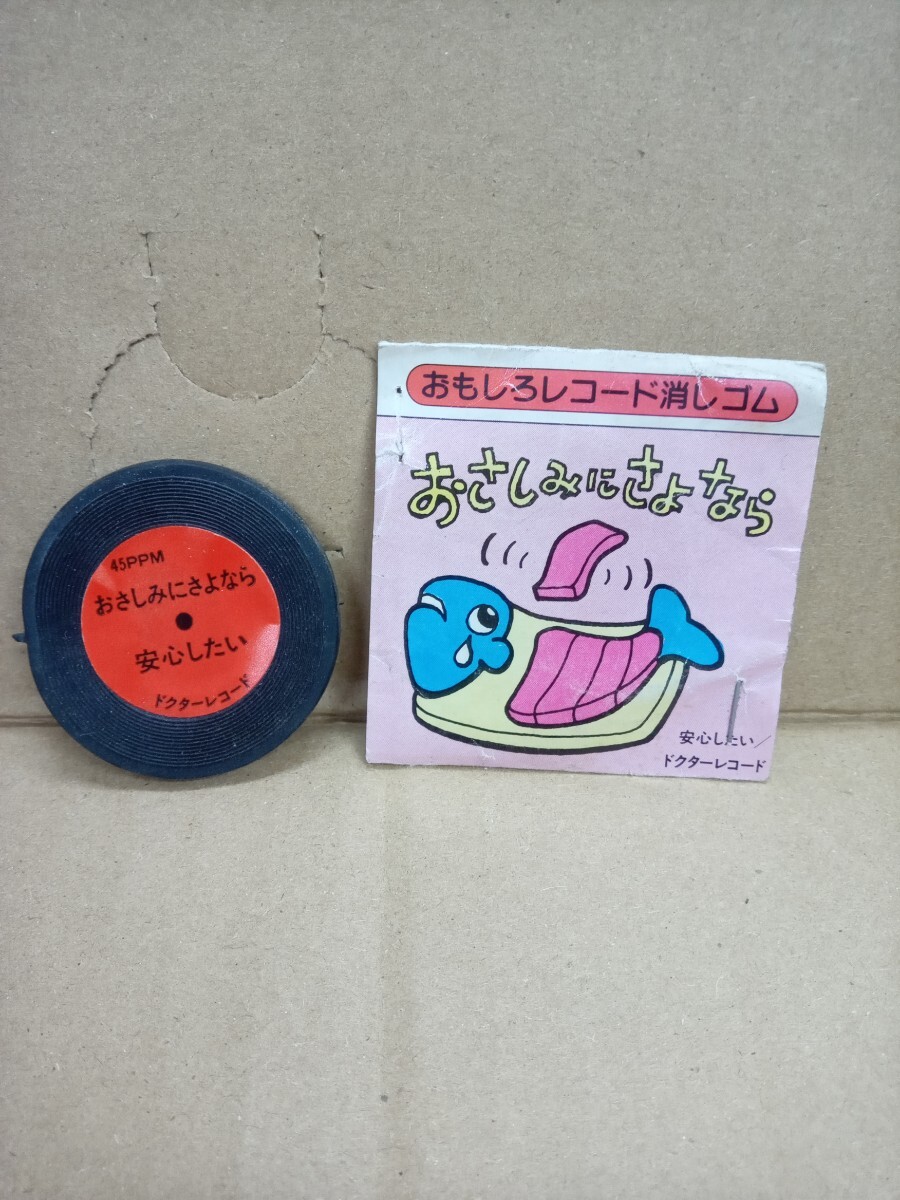 45PPM
おさしみにさよなら
安心したい
ドクターレコード
おもしろレコード消しゴム
おさしみにさよなら
安心したい/
ドクターレコード